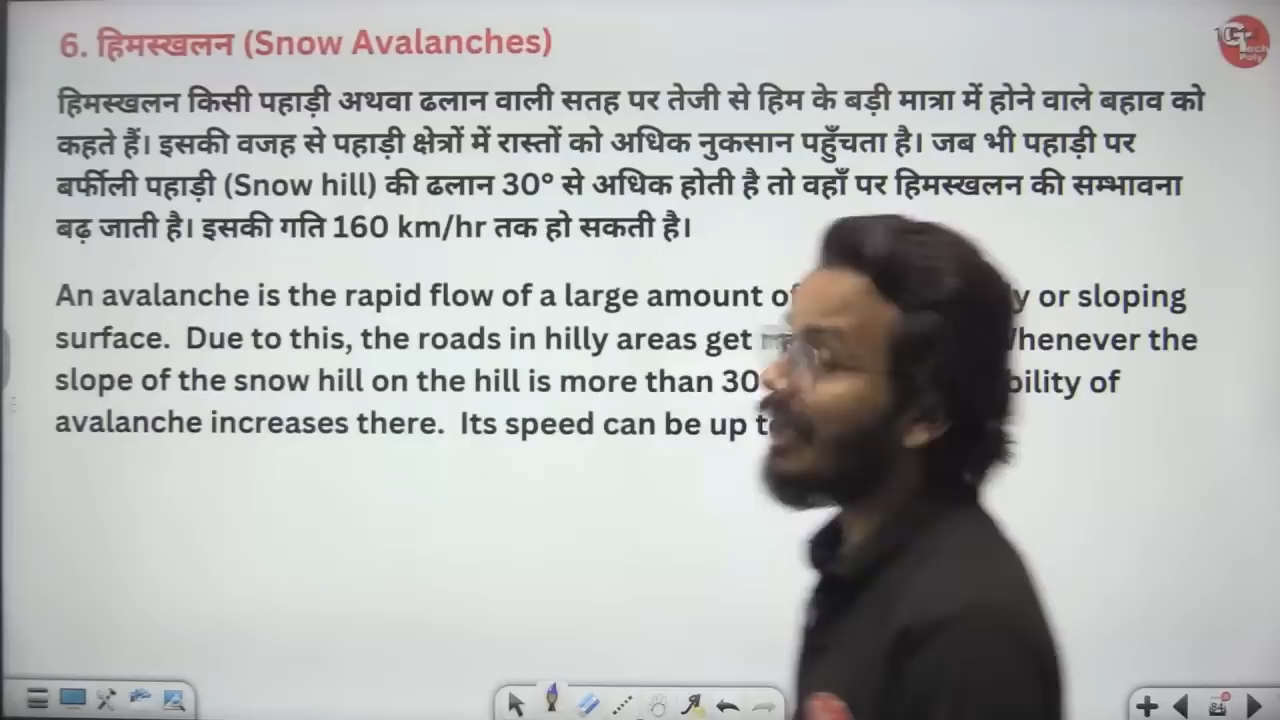 6. हिमस्खलन (Snow Avalanches)
हिमस्खलन किसी पहाड़ी अथवा ढलान वाली सतह पर तेजी से हिम के बड़ी मात्रा में होने वाले बहाव को
कहते हैं। इसकी वजह से पहाड़ी क्षेत्रों में रास्तों को अधिक नुकसान पहुँचता है। जब भी पहाड़ी पर
बर्फीली पहाड़ी (Snow hill) की ढलान 30° से अधिक होती है तो वहाँ पर हिमस्खलन की सम्भावना
बढ़ जाती है। इसकी गति 160 km/hr तक हो सकती है।
An avalanche is the rapid flow of a large amount or sloping
surface. Due to this, the roads in hilly areas get the
slope of the snow hill on the hill is more than 30 of
avalanche increases there. Its speed can be up
Tech
Poly
84